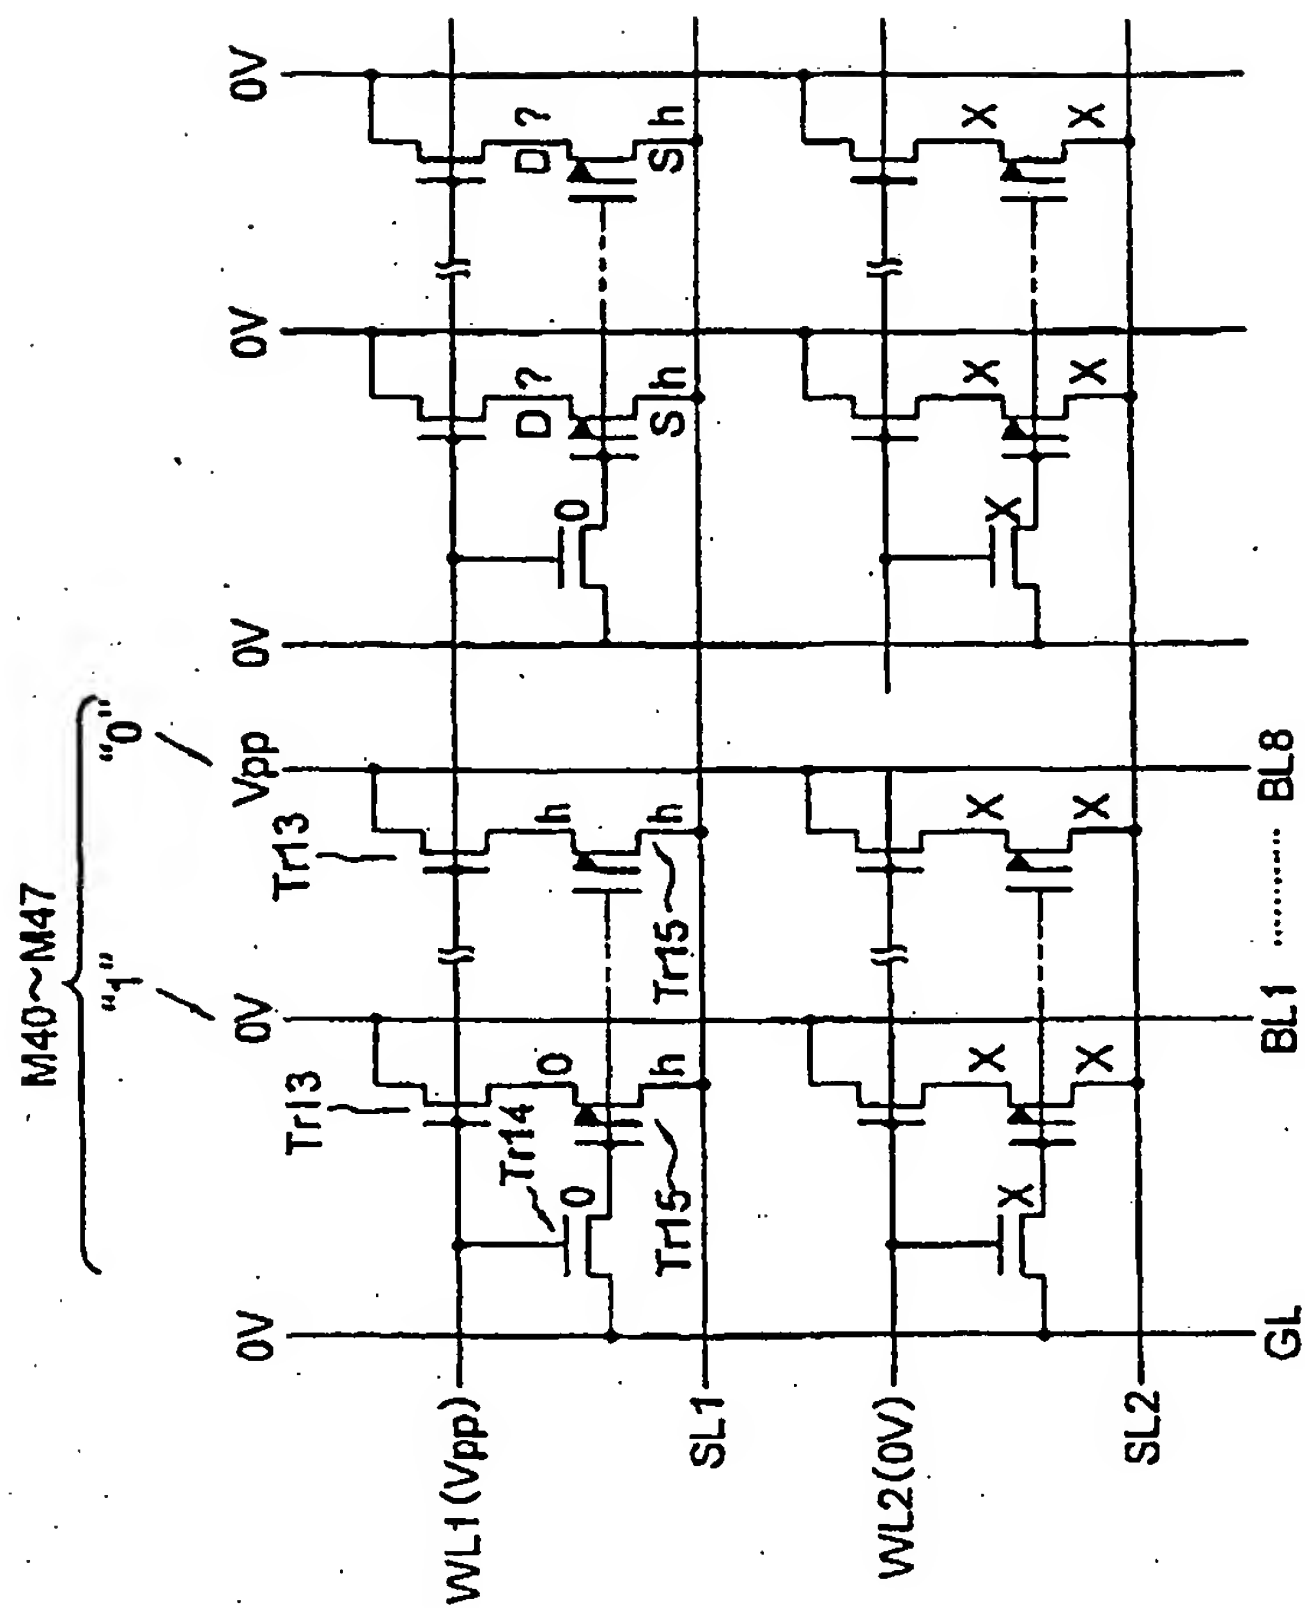 M40~M47
“1” “0”
0V 0V Vpp 0V 0V 0V
Tr13 Tr13
WL1(Vpp)
Tr14 0 h D ? D ?
0 0
Tr15 h Tr15 h S h S h
SL1
WL2(0V)
X X X X
X X
X X X X
SL2
GL BL1 ········· BL8